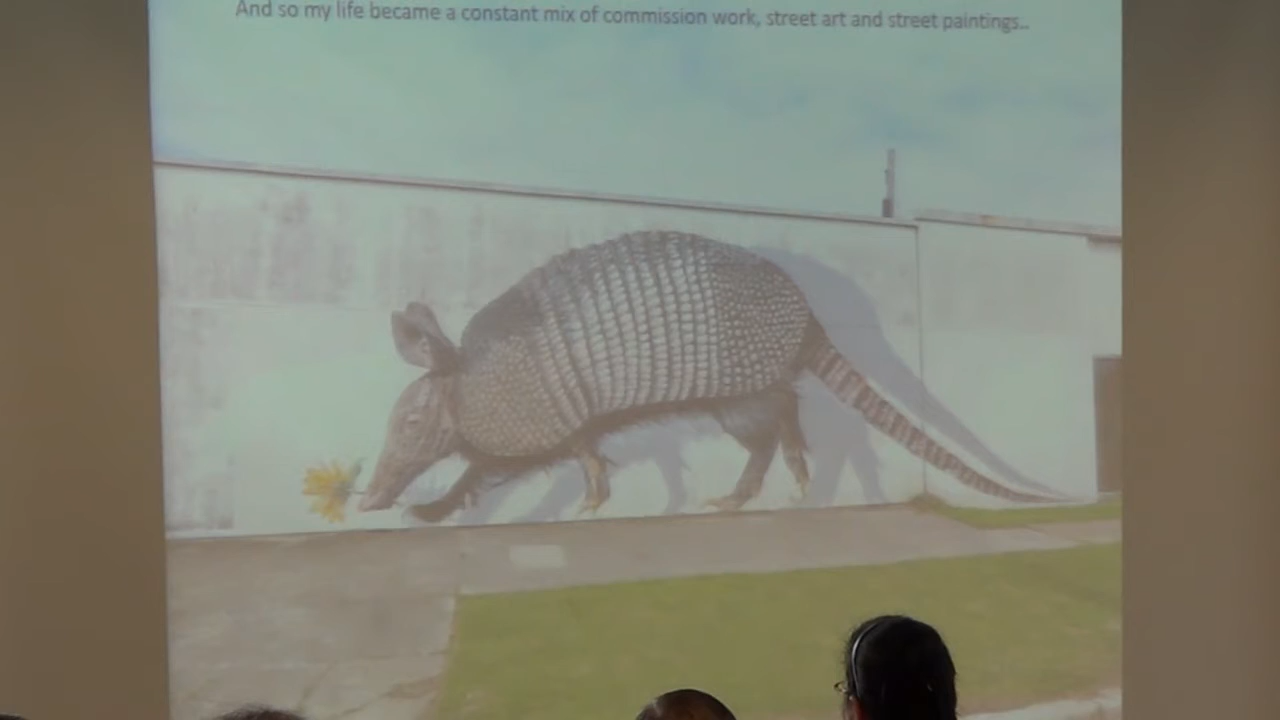 And so my life became a constant mix of commission work, street art and street paintings..